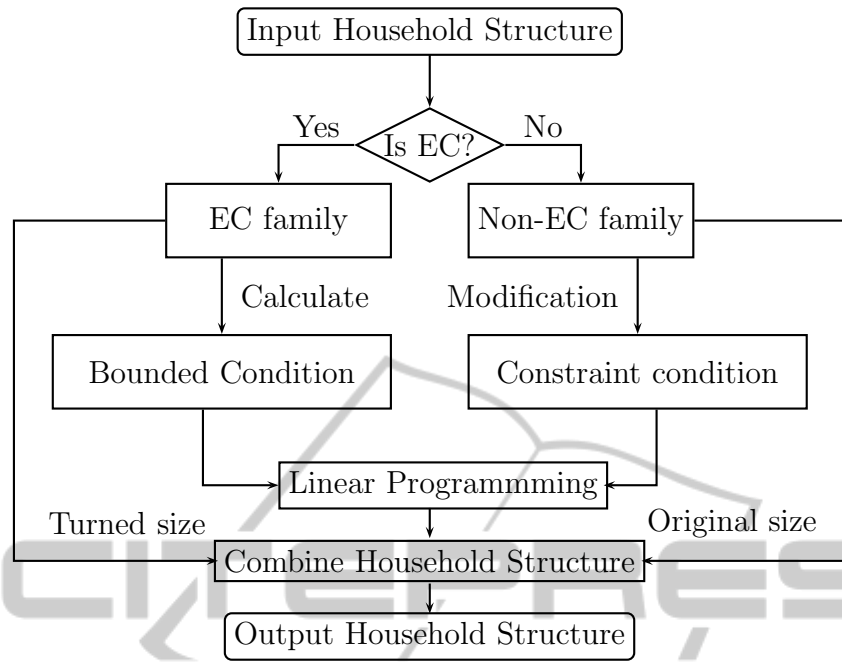 Input Household Structure
Yes
No
Is EC?
EC family
Non-EC family
Calculate
Modification
Bounded Condition
Constraint condition
Linear Programmming
Turned size
Original size
Combine Household Structure
Output Household Structure
CITEPRES